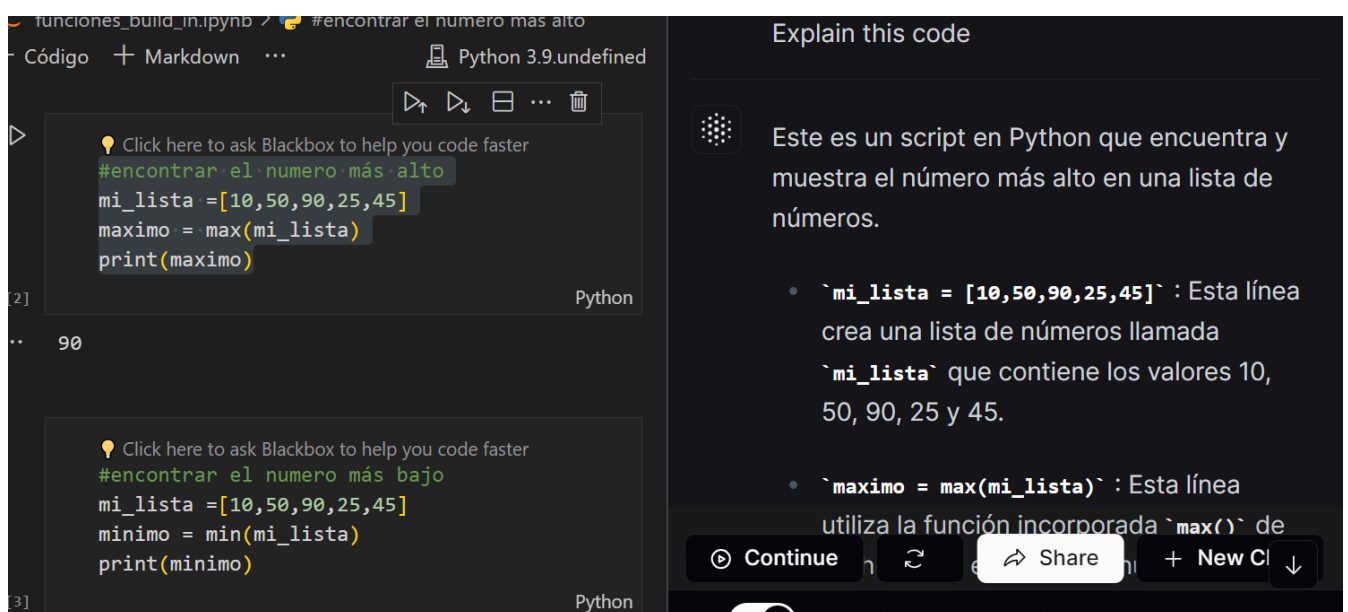 funciones_build_in.ipynb > #encontrar el numero más alto
Código + Markdown ... Python 3.9.undefined
Click here to ask Blackbox to help you code faster
#encontrar el numero más alto
mi_lista =[10,50,90,25,45]
maximo = max(mi_lista)
print(maximo)
[2] Python
90
Click here to ask Blackbox to help you code faster
#encontrar el numero más bajo
mi_lista =[10,50,90,25,45]
minimo = min(mi_lista)
print(minimo)
[3] Python
Explain this code
Este es un script en Python que encuentra y
muestra el número más alto en una lista de
números.
`mi_lista = [10,50,90,25,45]` : Esta línea
crea una lista de números llamada
`mi_lista` que contiene los valores 10,
50, 90, 25 y 45.
`maximo = max(mi_lista)` : Esta línea
utiliza la función incorporada `max()` de
Continue Share + New